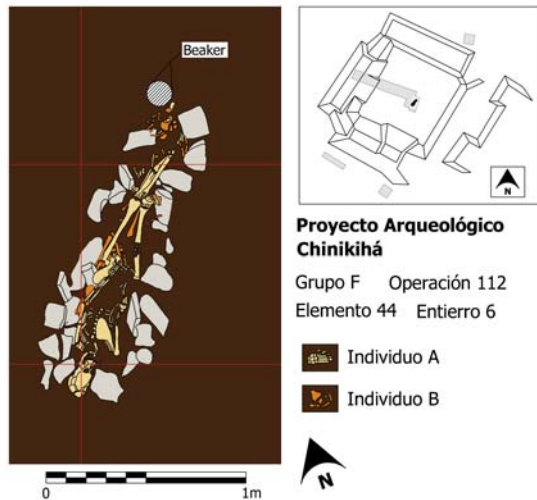 Beaker
N
Proyecto Arqueológico
Chinikihá
Grupo F Operación 112
Elemento 44 Entierro 6
Individuo A
Individuo B
N
0 1m